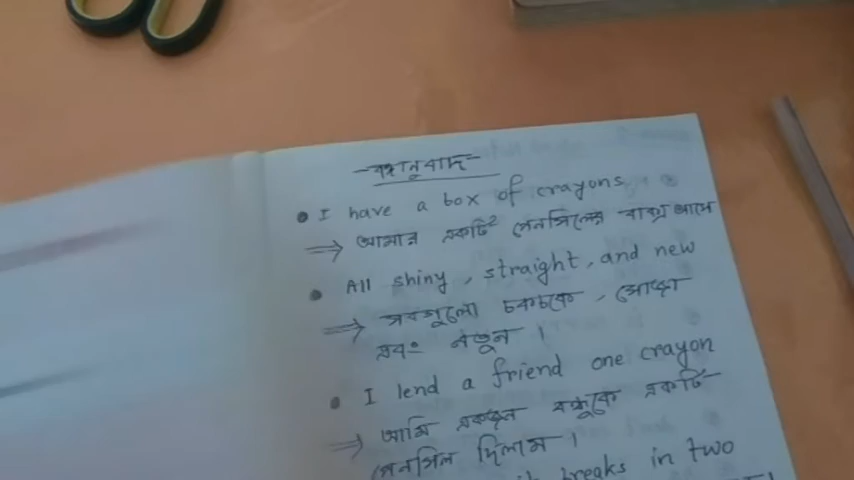 বঙ্গানুবাদ
• I have a box of crayons.
⇒ আমার একটি পেনসিলের বাক্স আছে
• All shiny, straight, and new
⇒ সবগুলো চকচকে, সোজা
এবং নতুন।
• I lend a friend one crayon
⇒ আমি একজন বন্ধুকে একটি
পেনসিল দিলাম।
breaks in two